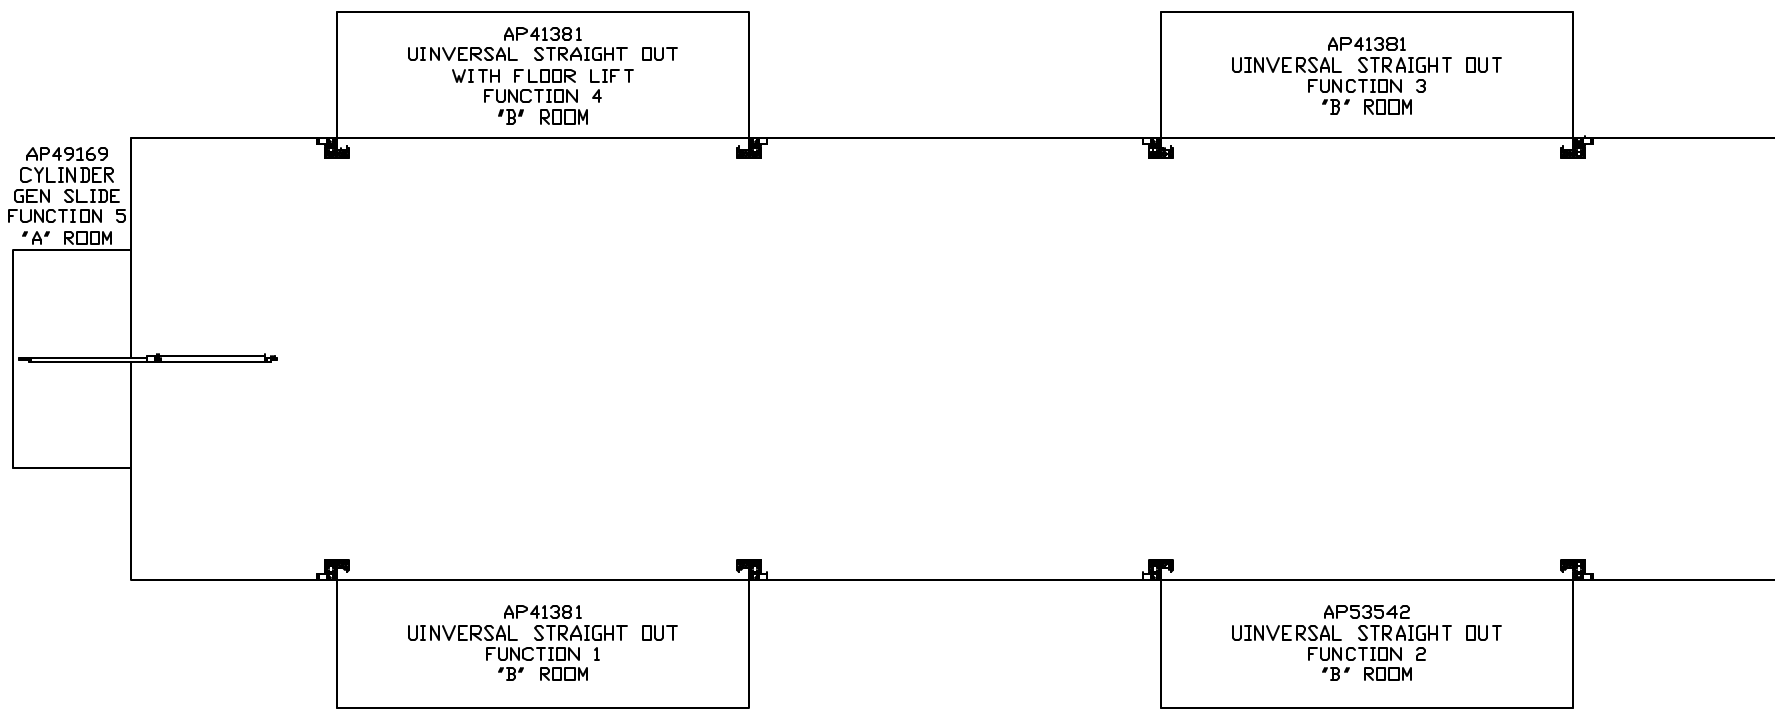 AP41381
UINVERSAL STRAIGHT OUT
WITH FLOOR LIFT
FUNCTION 4
"B" ROOM
AP41381
UINVERSAL STRAIGHT OUT
FUNCTION 3
"B" ROOM
AP49169
CYLINDER
GEN SLIDE
FUNCTION 5
"A" ROOM
AP41381
UINVERSAL STRAIGHT OUT
FUNCTION 1
"B" ROOM
AP53542
UINVERSAL STRAIGHT OUT
FUNCTION 2
"B" ROOM